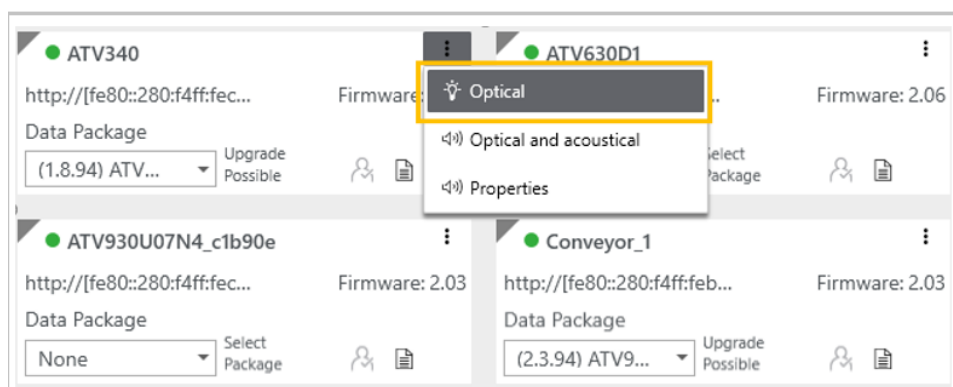 ATV340
ATV630D1
http://[fe80::280:f4ff:fec...
Firmware:
Optical
..
Firmware: 2.06
Data Package
Optical and acoustical
(1.8.94) ATV...
Upgrade
Possible
Select
Package
Properties
ATV930U07N4_c1b90e
Conveyor_1
http://[fe80::280:f4ff:fec...
Firmware: 2.03
http://[fe80::280:f4ff:feb...
Firmware: 2.03
Data Package
Data Package
None
Select
Package
(2.3.94) ATV9...
Upgrade
Possible